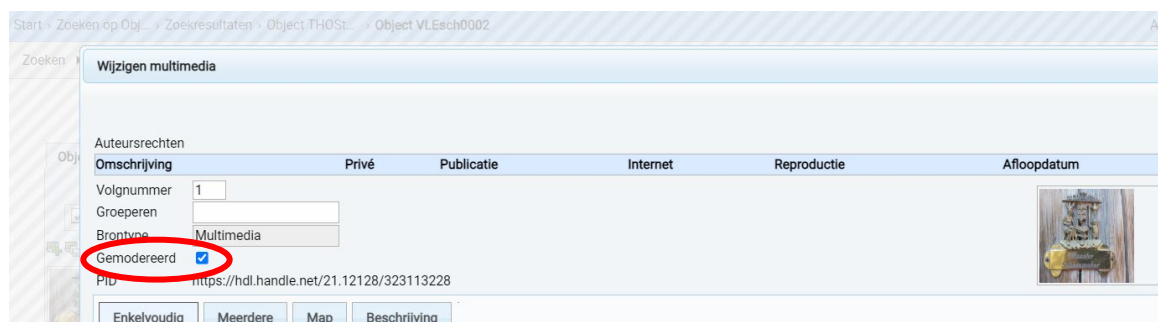 Start › Zoeken op Obj... › Zoekresultaten › Object THOSt... › Object VLEsch0002
Zoeken
Wijzigen multimedia
Auteursrechten
Obj
Omschrijving Privé Publicatie Internet Reproductie Afloopdatum
Volgnummer 1
Groeperen
Brontype Multimedia
Gemodereerd
PID https://hdl.handle.net/21.12128/323113228
Enkelvoudig Meerdere Map Beschrijving